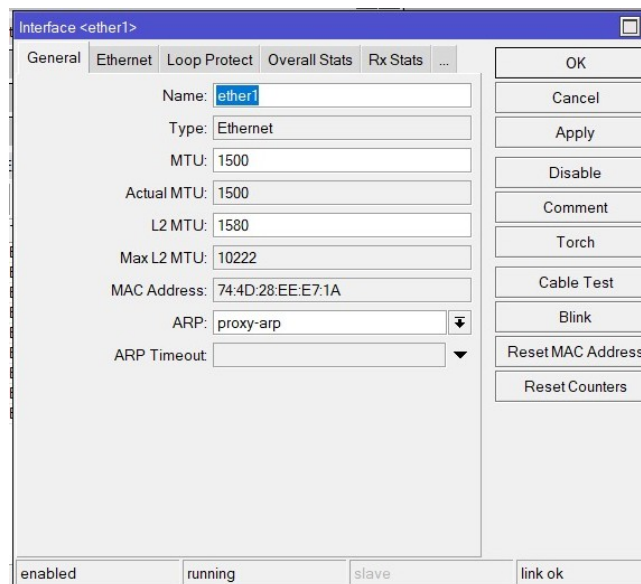 Interface <ether1>
General Ethernet Loop Protect Overall Stats Rx Stats ...
Name: ether1
Type: Ethernet
MTU: 1500
Actual MTU: 1500
L2 MTU: 1580
Max L2 MTU: 10222
MAC Address: 74:4D:28:EE:E7:1A
ARP: proxy-arp
ARP Timeout:
OK
Cancel
Apply
Disable
Comment
Torch
Cable Test
Blink
Reset MAC Address
Reset Counters
enabled running slave link ok